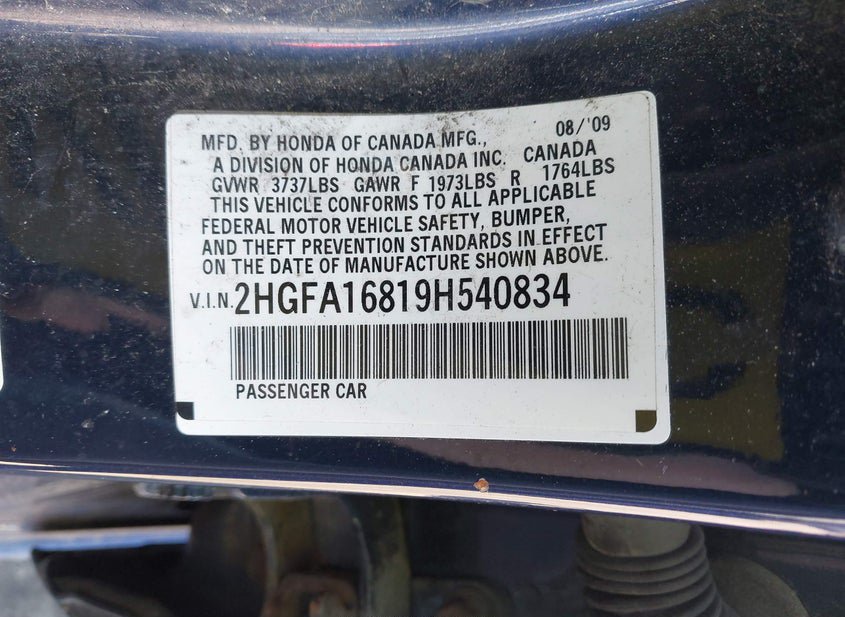 MFD. BY HONDA OF CANADA MFG., 08/'09
A DIVISION OF HONDA CANADA INC. CANADA
GVWR 3737LBS GAWR F 1973LBS R 1764LBS
THIS VEHICLE CONFORMS TO ALL APPLICABLE
FEDERAL MOTOR VEHICLE SAFETY, BUMPER,
AND THEFT PREVENTION STANDARDS IN EFFECT
ON THE DATE OF MANUFACTURE SHOWN ABOVE.
V.I.N.2HGFA16819H540834
PASSENGER CAR